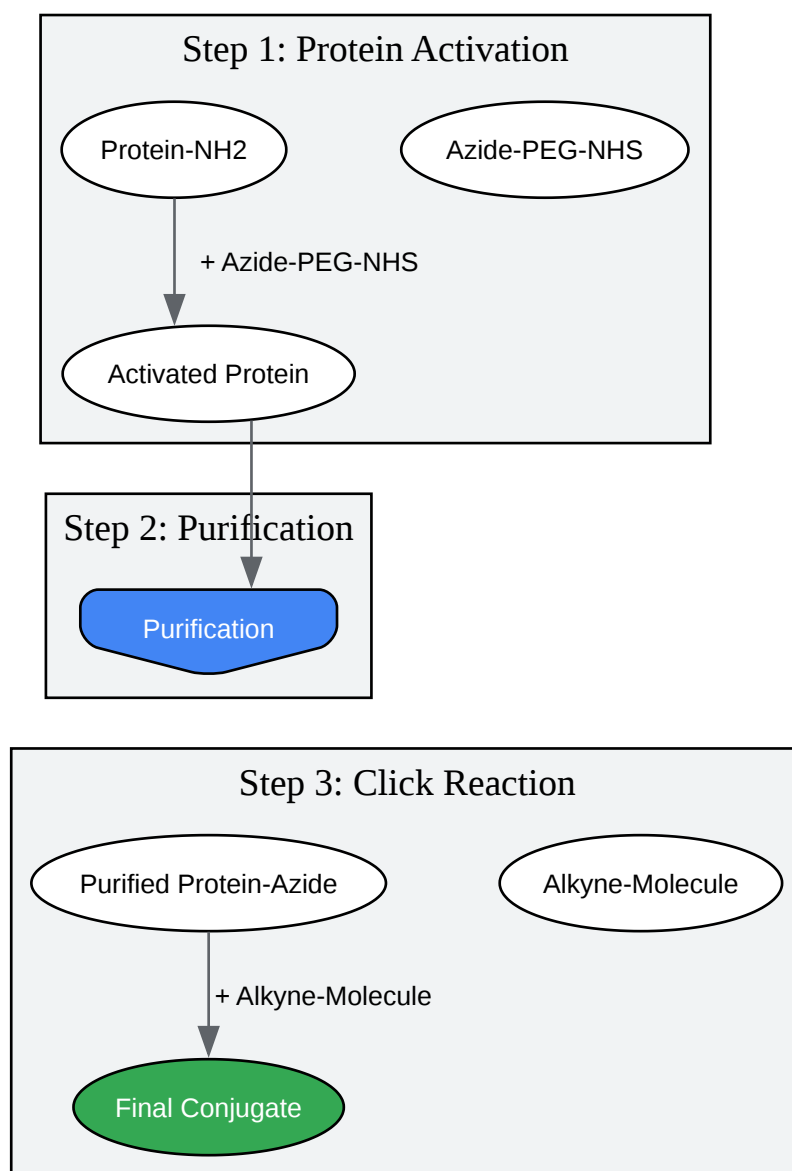 Step 1: Protein Activation
Protein-NH2
Azide-PEG-NHS
+ Azide-PEG-NHS
Activated Protein
Step 2: Purification
Purification
Step 3: Click Reaction
Purified Protein-Azide
Alkyne-Molecule
+ Alkyne-Molecule
Final Conjugate